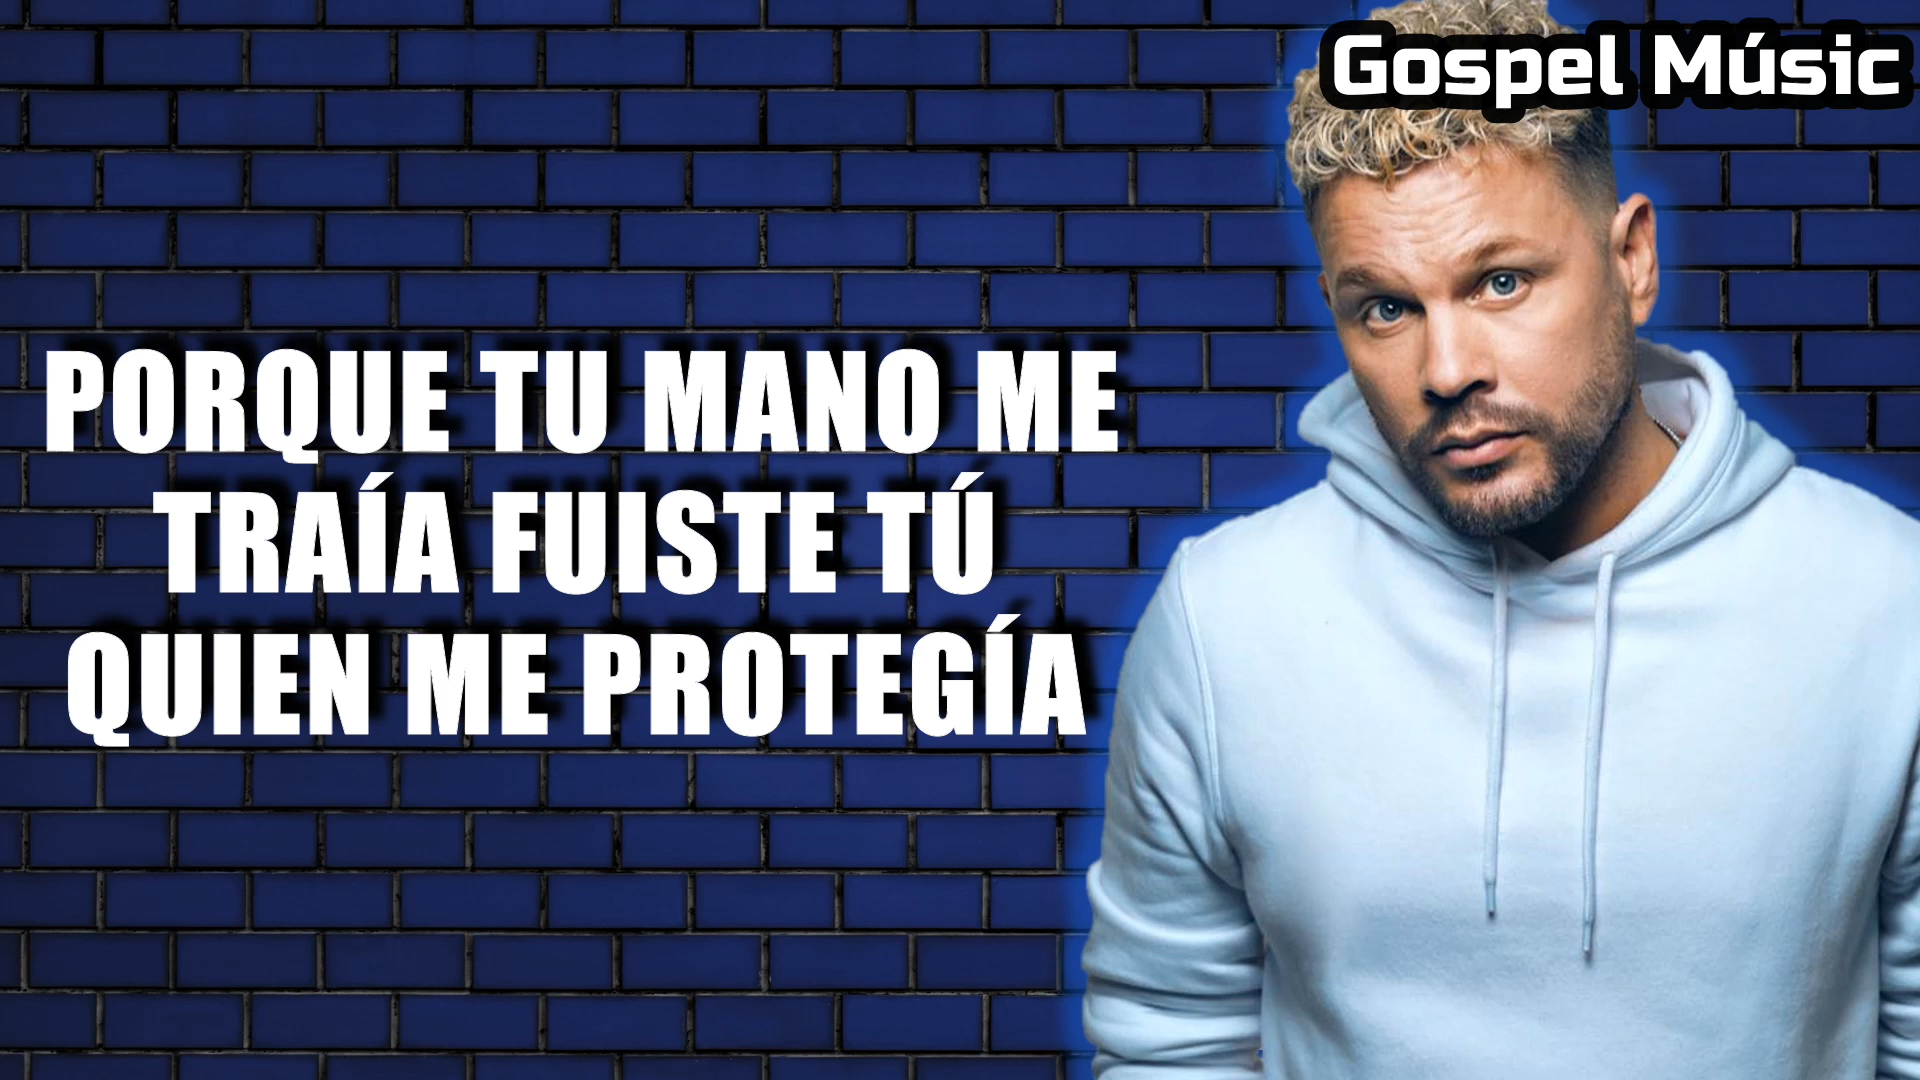 Gospel Músic
PORQUE TU MANO ME
TRAÍA FUISTE TÚ
QUIEN ME PROTEGÍA